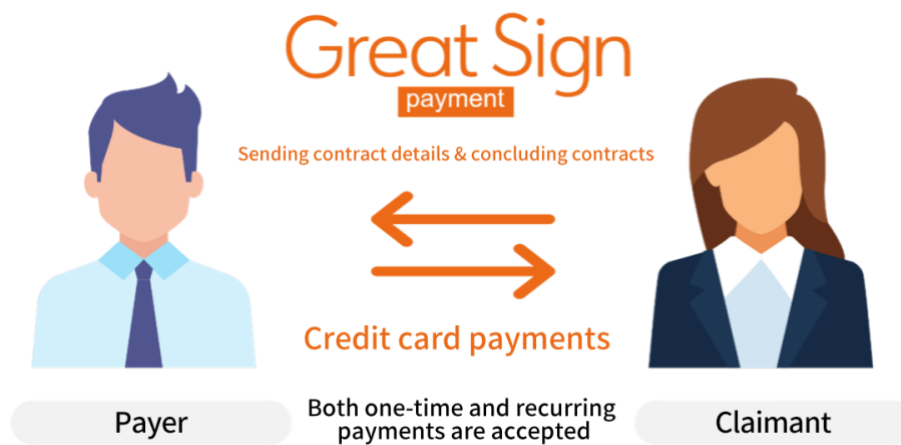 Great Sign
payment
Sending contract details & concluding contracts
Credit card payments
Payer
Both one-time and recurring
payments are accepted
Claimant